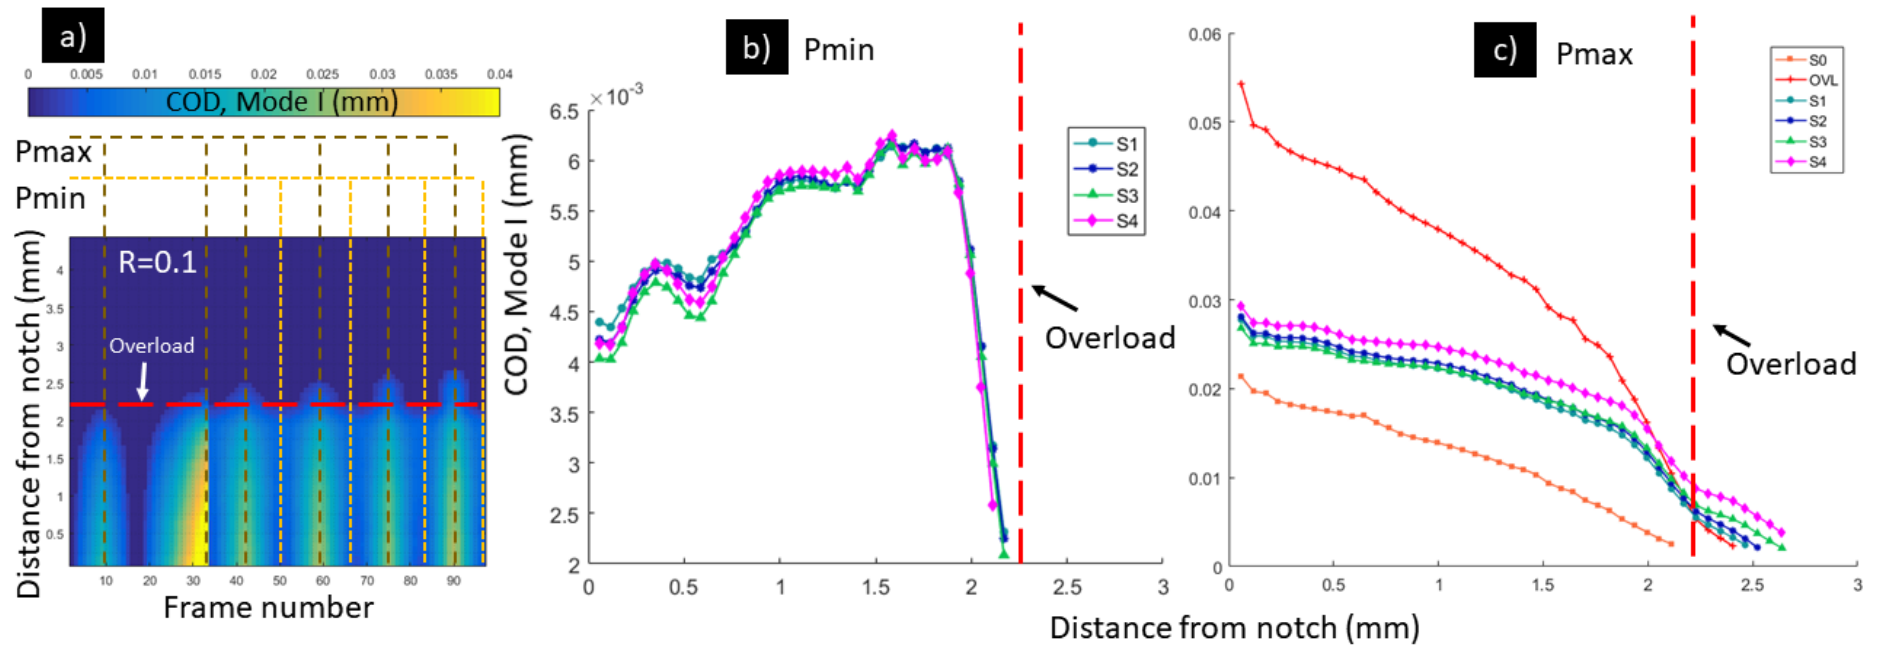 a)
0 0.005 0.01 0.015 0.02 0.025 0.03 0.035 0.04
COD, Mode I (mm)
Pmax
Pmin
R=0.1
Overload
4
3.5
3
2.5
2
1.5
1
0.5
10 20 30 40 50 60 70 80 90
Distance from notch (mm)
Frame number
b) Pmin
×10⁻³
6.5
6
5.5
5
4.5
4
3.5
3
2.5
2
0 0.5 1 1.5 2 2.5 3
COD, Mode I (mm)
S1
S2
S3
S4
Overload
c) Pmax
0.06
0.05
0.04
0.03
0.02
0.01
0
0 0.5 1 1.5 2 2.5 3
S0
OVL
S1
S2
S3
S4
Overload
Distance from notch (mm)